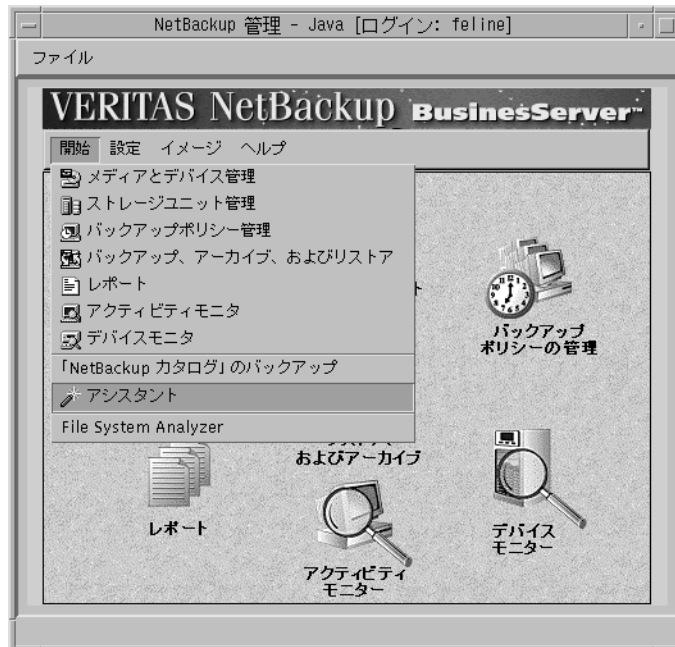 NetBackup 管理 - Java [ログイン: feline]
ファイル
VERITAS NetBackup BusinesServer™
開始 設定 イメージ ヘルプ
メディアとデバイス管理
ストレージユニット管理
バックアップポリシー管理
バックアップ、アーカイブ、およびリストア
レポート
アクティビティモニタ
デバイスモニタ
「NetBackup カタログ」のバックアップ
アシスタント
File System Analyzer
バックアップ
ポリシーの管理
およびアーカイブ
レポート
デバイス
モニター
アクティビティ
モニター